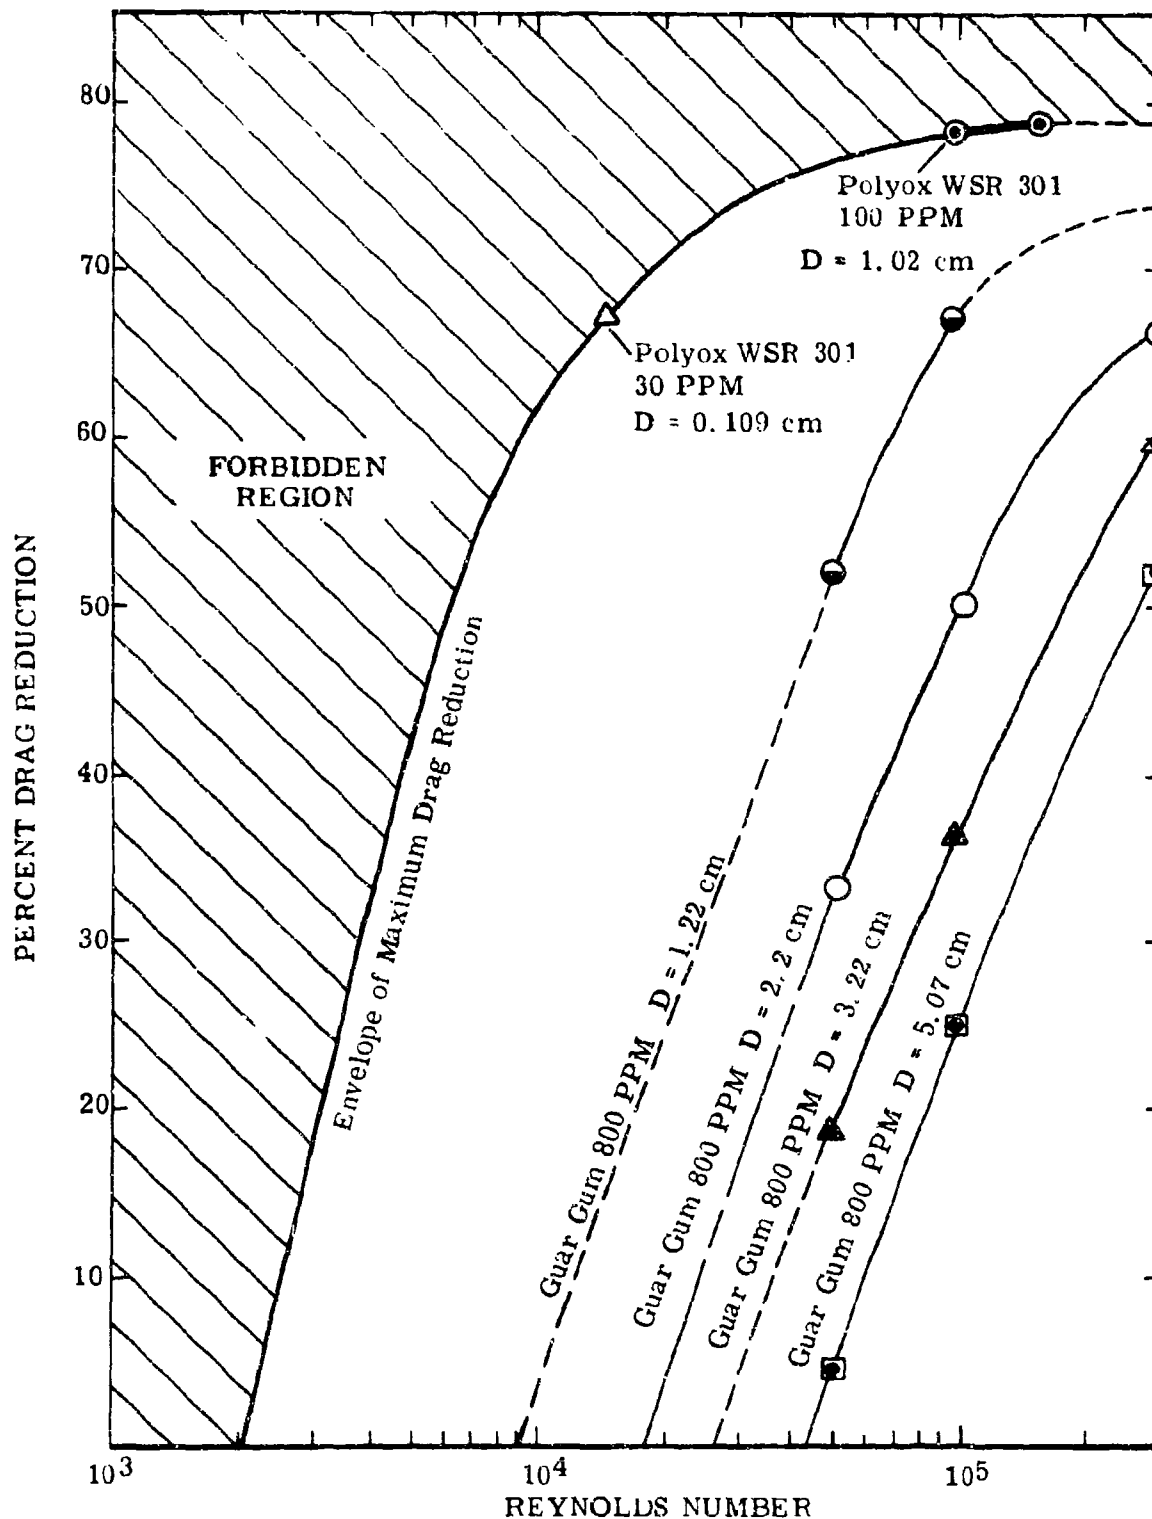 80
70
60
50
40
30
20
10
PERCENT DRAG REDUCTION
FORBIDDEN
REGION
Envelope of Maximum Drag Reduction
Polyox WSR 301
100 PPM
D = 1.02 cm
Polyox WSR 301
30 PPM
D = 0.109 cm
Guar Gum 800 PPM D = 1.22 cm
Guar Gum 800 PPM D = 2.2 cm
Guar Gum 800 PPM D = 3.22 cm
Guar Gum 800 PPM D = 5.07 cm
10³ 10⁴ 10⁵
REYNOLDS NUMBER